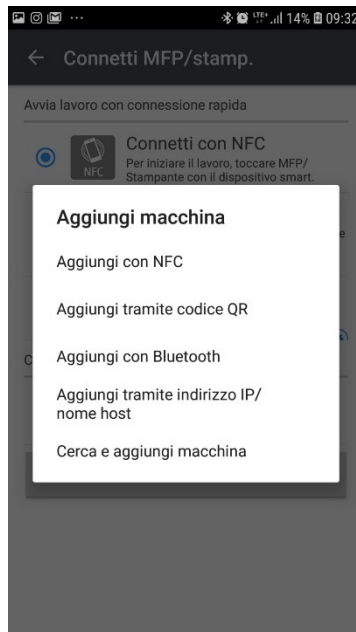 14% 09:32
Connetti MFP/stamp.
Avvia lavoro con connessione rapida
Connetti con NFC
NFC
Per iniziare il lavoro, toccare MFP/
Stampante con il dispositivo smart.
Aggiungi macchina
Aggiungi con NFC
Aggiungi tramite codice QR
Aggiungi con Bluetooth
Aggiungi tramite indirizzo IP/
nome host
Cerca e aggiungi macchina